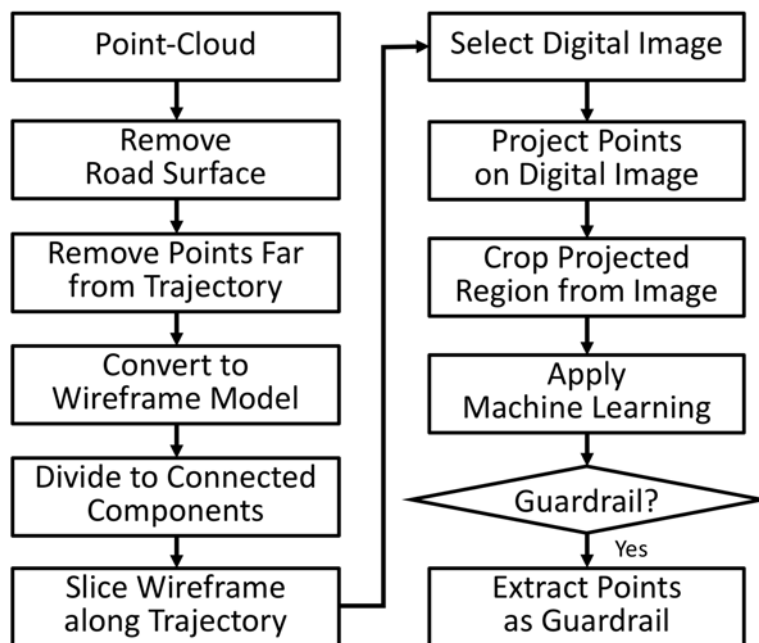 Point-Cloud
Remove
Road Surface
Remove Points Far
from Trajectory
Convert to
Wireframe Model
Divide to Connected
Components
Slice Wireframe
along Trajectory
Select Digital Image
Project Points
on Digital Image
Crop Projected
Region from Image
Apply
Machine Learning
Guardrail?
Yes
Extract Points
as Guardrail